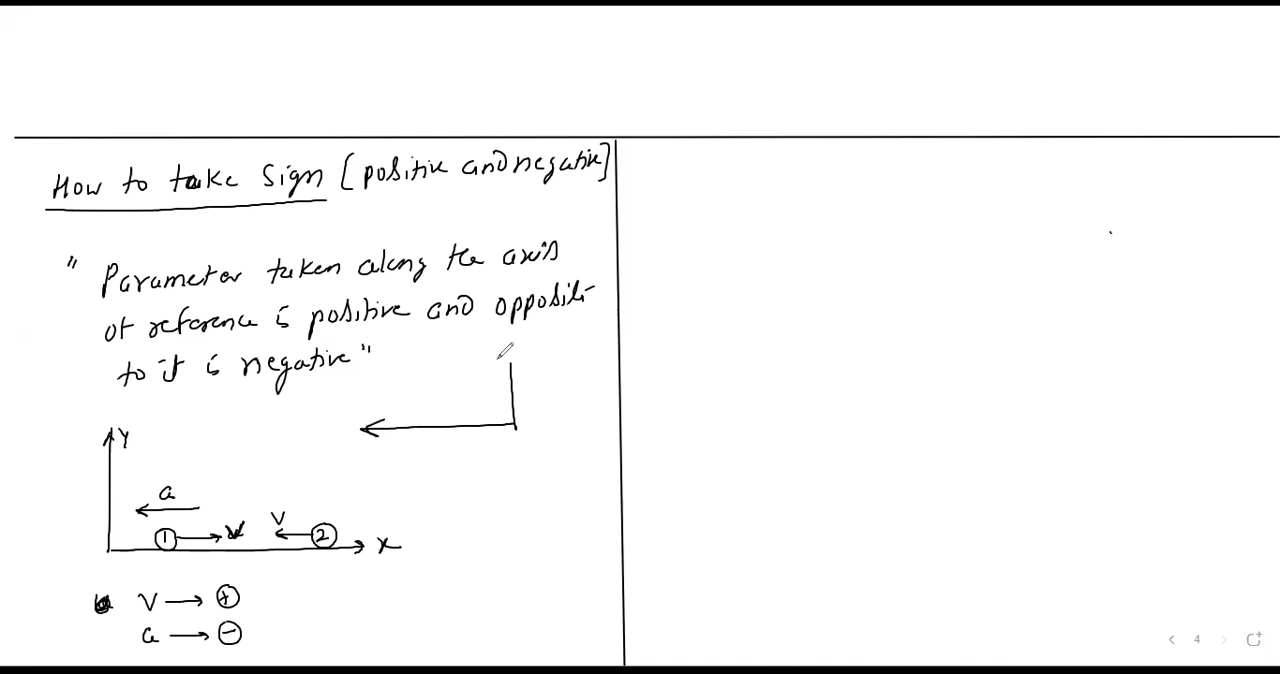 How to take Sign [positive and negative]
" Parameter taken along the axis
of reference is positive and opposite
to it is negative"
Y
a
1 V V 2
X
V → +
a → −
4